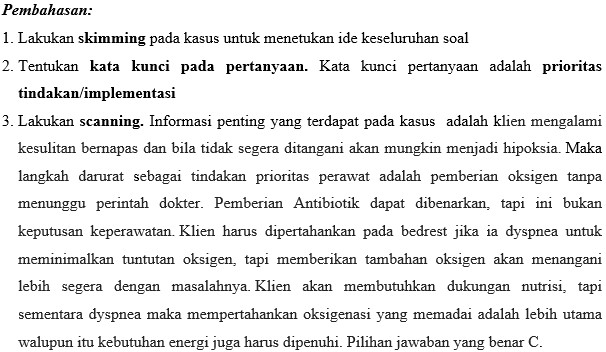 Pembahasan:
1. Lakukan skimming pada kasus untuk menetukan ide keseluruhan soal
2. Tentukan kata kunci pada pertanyaan. Kata kunci pertanyaan adalah prioritas
tindakan/implementasi
3. Lakukan scanning. Informasi penting yang terdapat pada kasus adalah klien mengalami
kesulitan bernapas dan bila tidak segera ditangani akan mungkin menjadi hipoksia. Maka
langkah darurat sebagai tindakan prioritas perawat adalah pemberian oksigen tanpa
menunggu perintah dokter. Pemberian Antibiotik dapat dibenarkan, tapi ini bukan
keputusan keperawatan. Klien harus dipertahankan pada bedrest jika ia dyspnea untuk
meminimalkan tuntutan oksigen, tapi memberikan tambahan oksigen akan menangani
lebih segera dengan masalahnya. Klien akan membutuhkan dukungan nutrisi, tapi
sementara dyspnea maka mempertahankan oksigenasi yang memadai adalah lebih utama
walupun itu kebutuhan energi juga harus dipenuhi. Pilihan jawaban yang benar C.